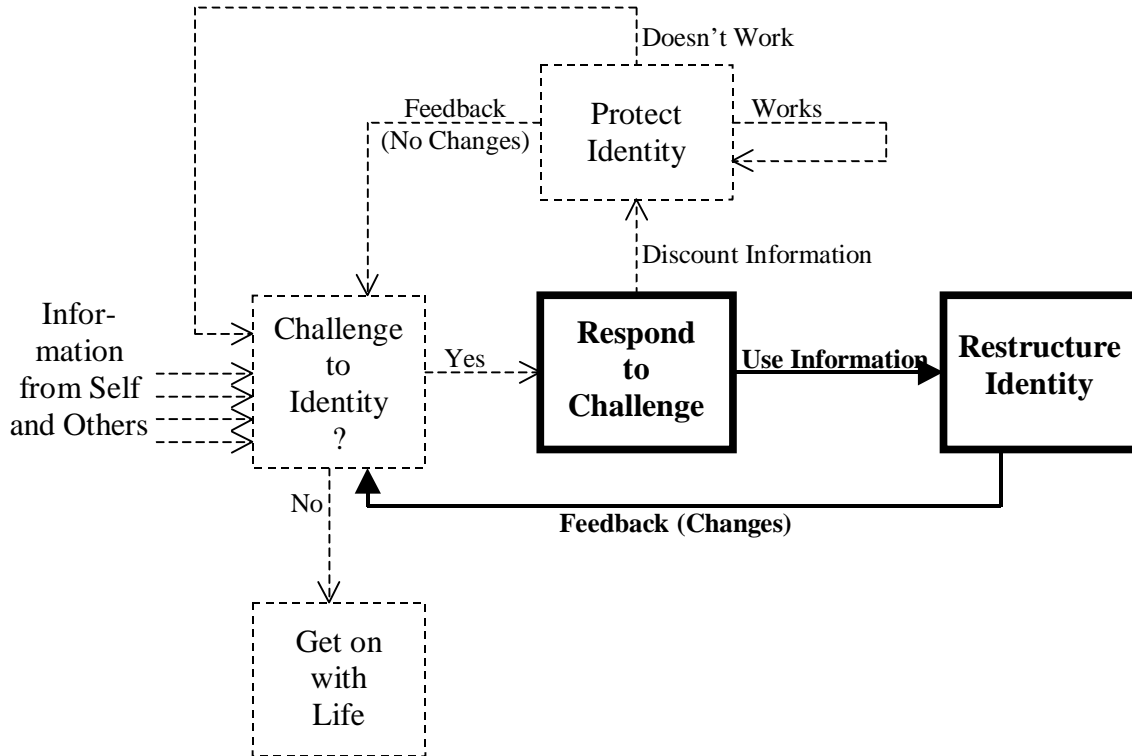 Doesn’t Work
Feedback
(No Changes)
Protect
Identity
Works
Discount Information
Infor-
mation
from Self
and Others
Challenge
to
Identity
?
Yes
Respond
to
Challenge
Use Information
Restructure
Identity
No
Feedback (Changes)
Get on
with
Life